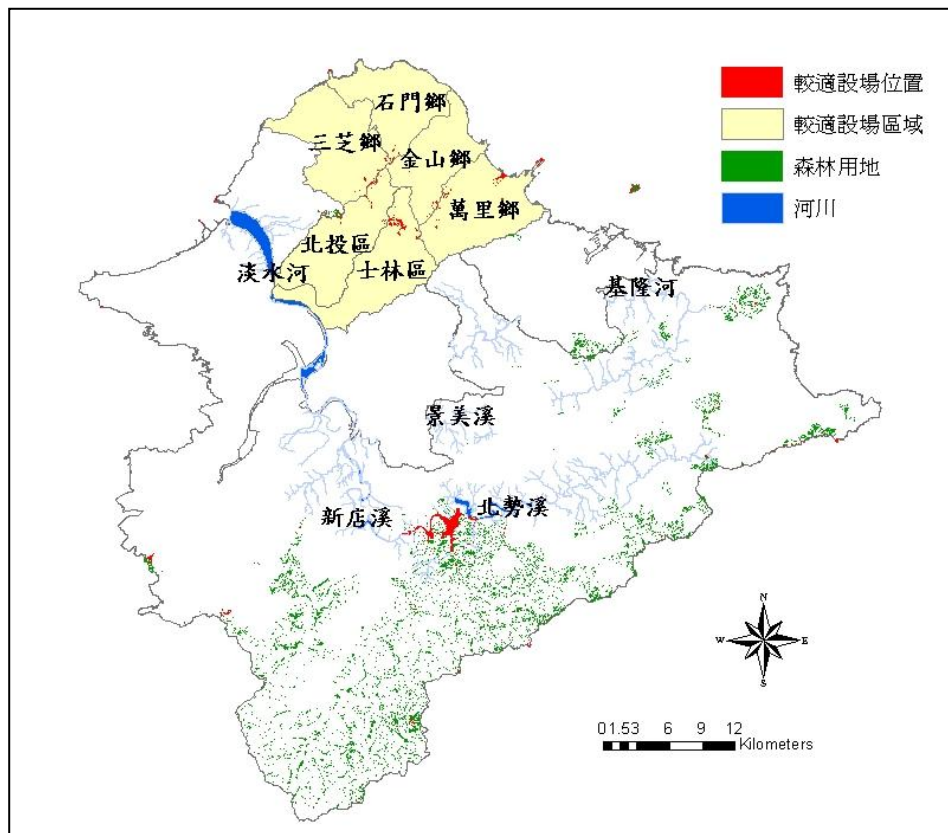 較適設場位置
較適設場區域
森林用地
河川
石門鄉
三芝鄉
金山鄉
萬里鄉
北投區
士林區
淡水河
基隆河
景美溪
新店溪
北勢溪
N
W
E
S
0 1.5 3 6 9 12
Kilometers